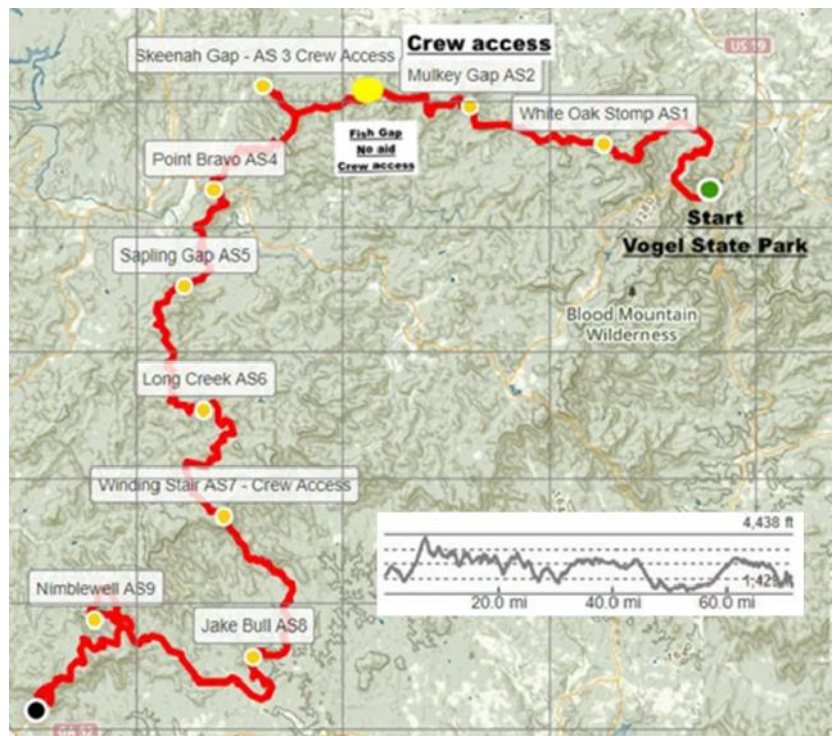 Crew access
US 19
Skeenah Gap - AS 3 Crew Access
Mulkey Gap AS2
White Oak Stomp AS1
Fish Gap
No aid
Crew access
Point Bravo AS4
Start
Vogel State Park
Sapling Gap AS5
Blood Mountain
Wilderness
Long Creek AS6
Winding Stair AS7 - Crew Access
4,438 ft
Nimblewell AS9
20.0 mi
40.0 mi
60.0 mi
Jake Bull AS8
GA 52